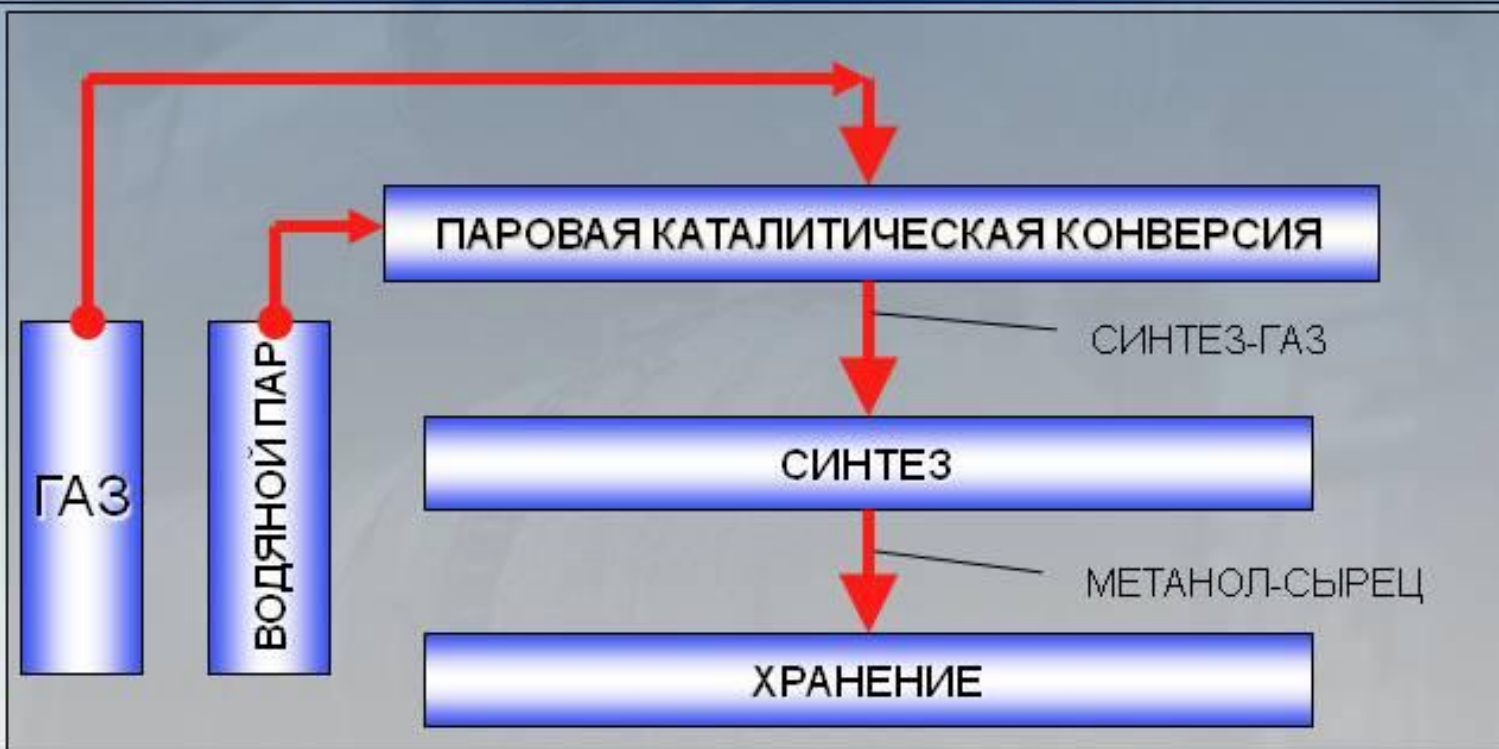 ПАРОВАЯ КАТАЛИТИЧЕСКАЯ КОНВЕРСИЯ
СИНТЕЗ-ГАЗ
ГАЗ
ВОДЯНОЙ ПАР
СИНТЕЗ
МЕТАНОЛ-СЫРЕЦ
ХРАНЕНИЕ